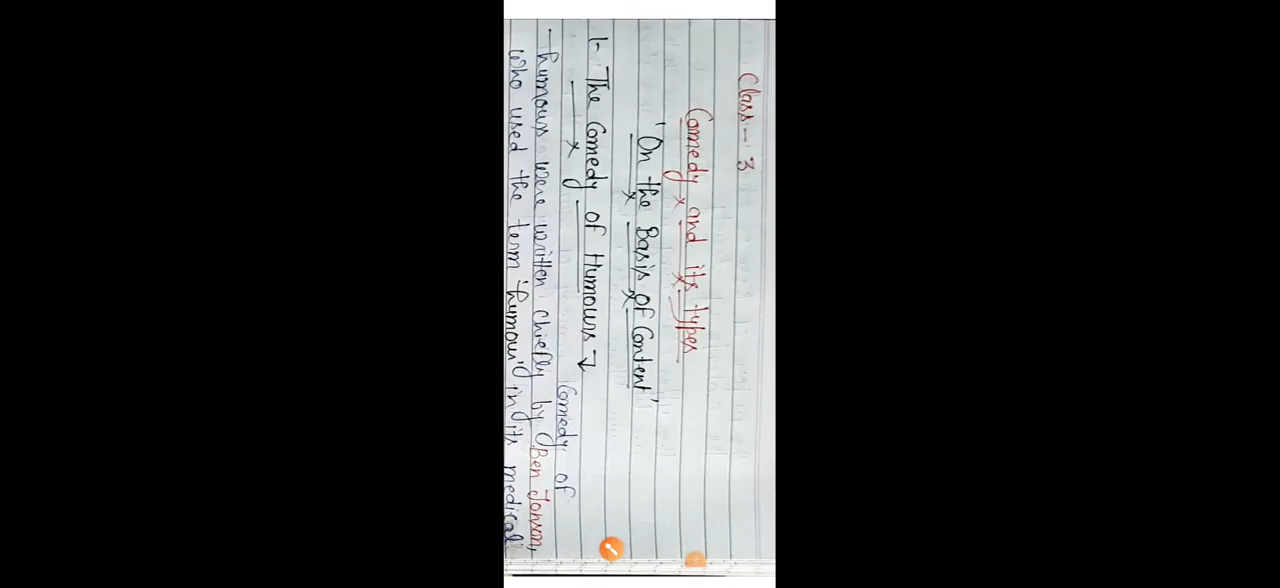 Class - 3
Comedy and its types
'On the Basis of Content'
1- The Comedy of Humours →
Comedy of
- humours were written chiefly by Ben Jonson,
who used the term 'humour' in its medical